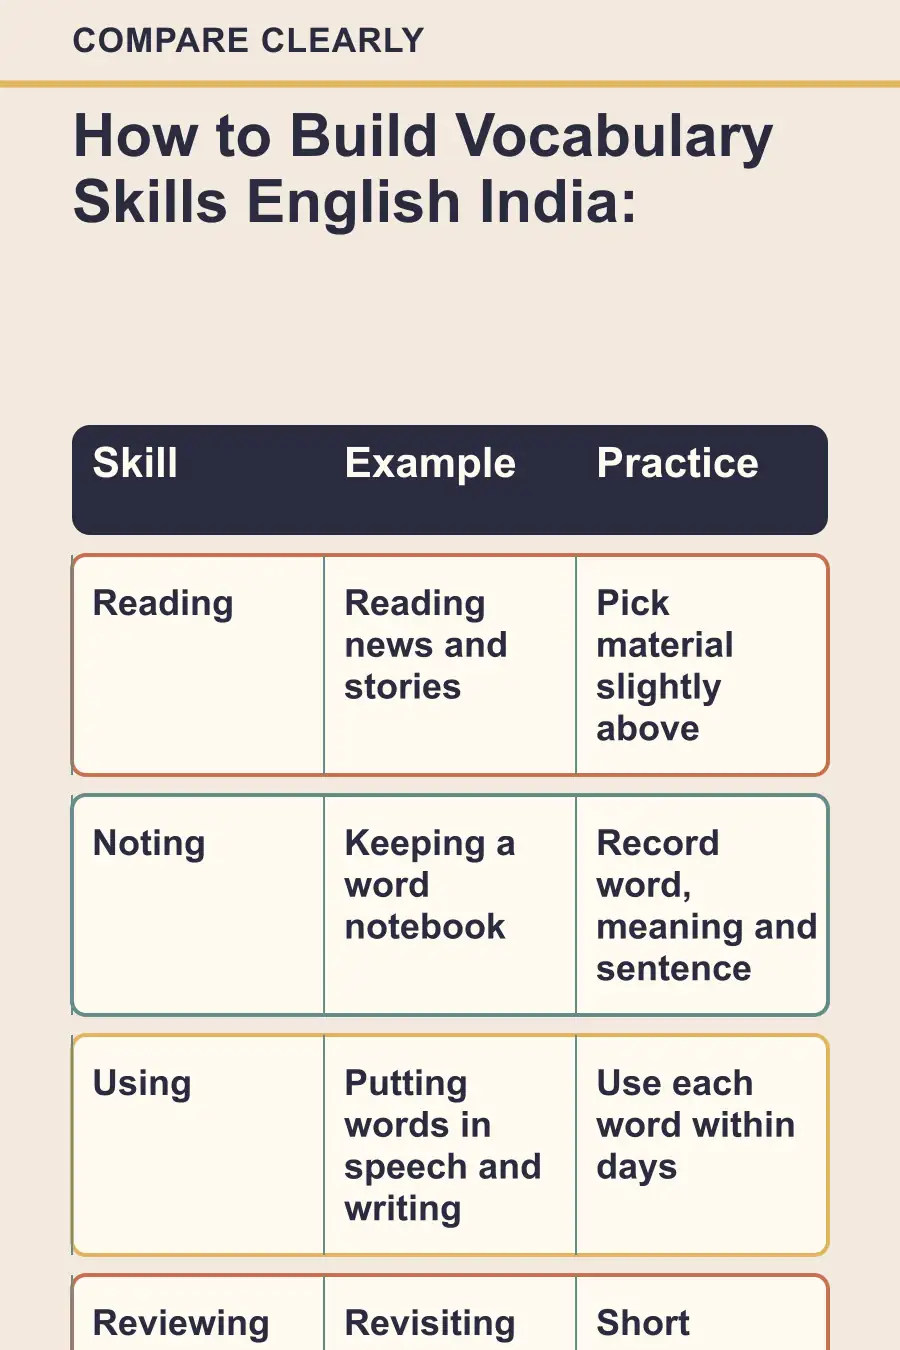 COMPARE CLEARLY
How to Build Vocabulary
Skills English India:
Skill Example Practice
Reading
Reading
news and
stories
Pick
material
slightly
above
Noting
Keeping a
word
notebook
Record
word,
meaning and
sentence
Using
Putting
words in
speech and
writing
Use each
word within
days
Reviewing
Revisiting
Short